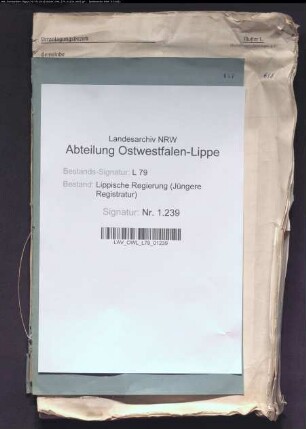 Landesarchiv NRW
Abteilung Ostwestfalen-Lippe
Bestands-Signatur: L 79
Bestand: Lippische Regierung (Jüngere
Registratur)
Signatur: Nr. 1.239
LAV_OWL_L79_01239